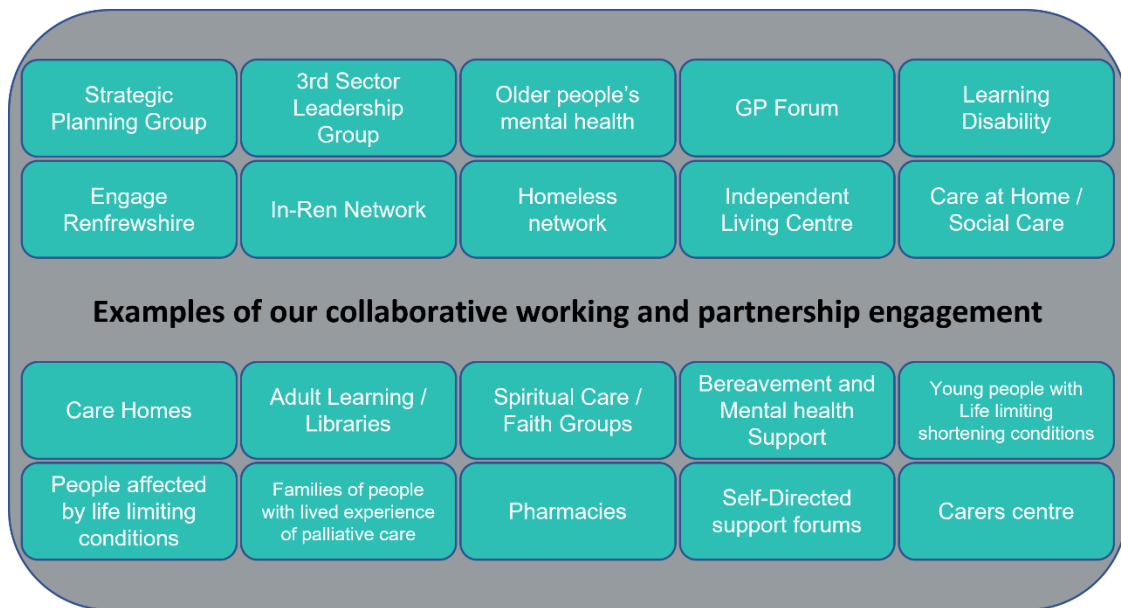 Strategic
Planning Group
3rd Sector
Leadership
Group
Older people's
mental health
GP Forum
Learning
Disability
Engage
Renfrewshire
In-Ren Network
Homeless
network
Independent
Living Centre
Care at Home /
Social Care
Examples of our collaborative working and partnership engagement
Care Homes
Adult Learning /
Libraries
Spiritual Care /
Faith Groups
Bereavement and
Mental health
Support
Young people with
Life limiting
shortening conditions
People affected
by life limiting
conditions
Families of people
with lived experience
of palliative care
Pharmacies
Self-Directed
support forums
Carers centre